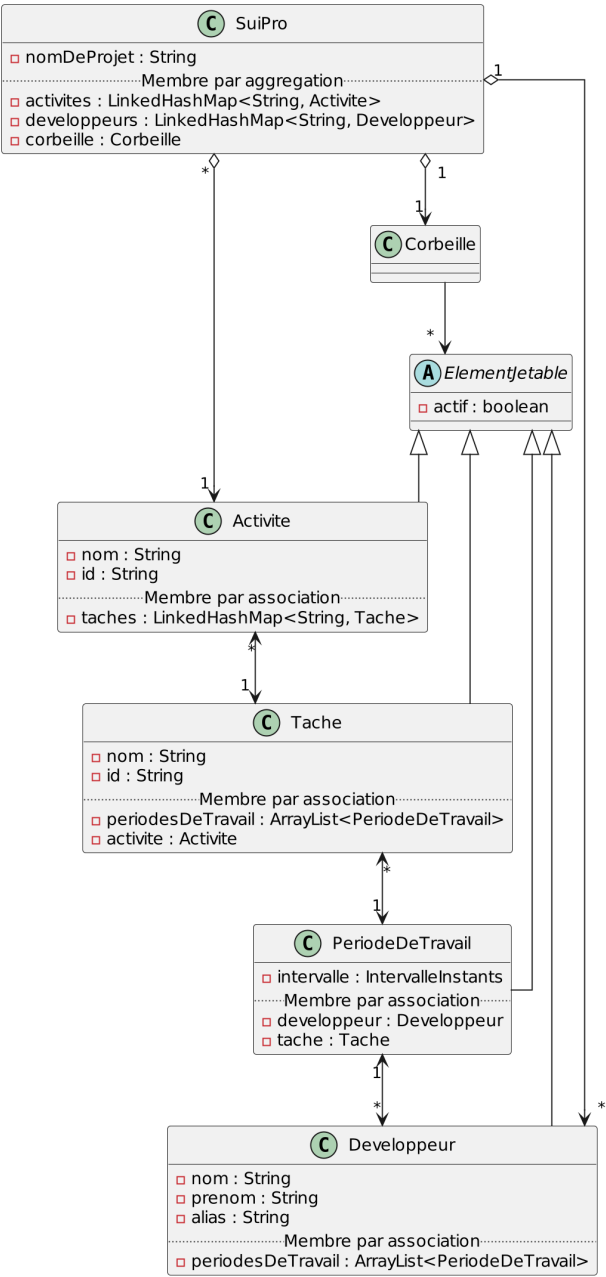 C SuiPro
nomDeProjet : String
Membre par aggregation
activites : LinkedHashMap<String, Activite>
developpeurs : LinkedHashMap<String, Developpeur>
corbeille : Corbeille
1
*
1
1
C Corbeille
*
A ElementJetable
actif : boolean
1
C Activite
nom : String
id : String
Membre par association
taches : LinkedHashMap<String, Tache>
*
1
C Tache
nom : String
id : String
Membre par association
periodesDeTravail : ArrayList<PeriodeDeTravail>
activite : Activite
*
1
C PeriodeDeTravail
intervalle : IntervalleInstants
Membre par association
developpeur : Developpeur
tache : Tache
1
*
*
C Developpeur
nom : String
prenom : String
alias : String
Membre par association
periodesDeTravail : ArrayList<PeriodeDeTravail>